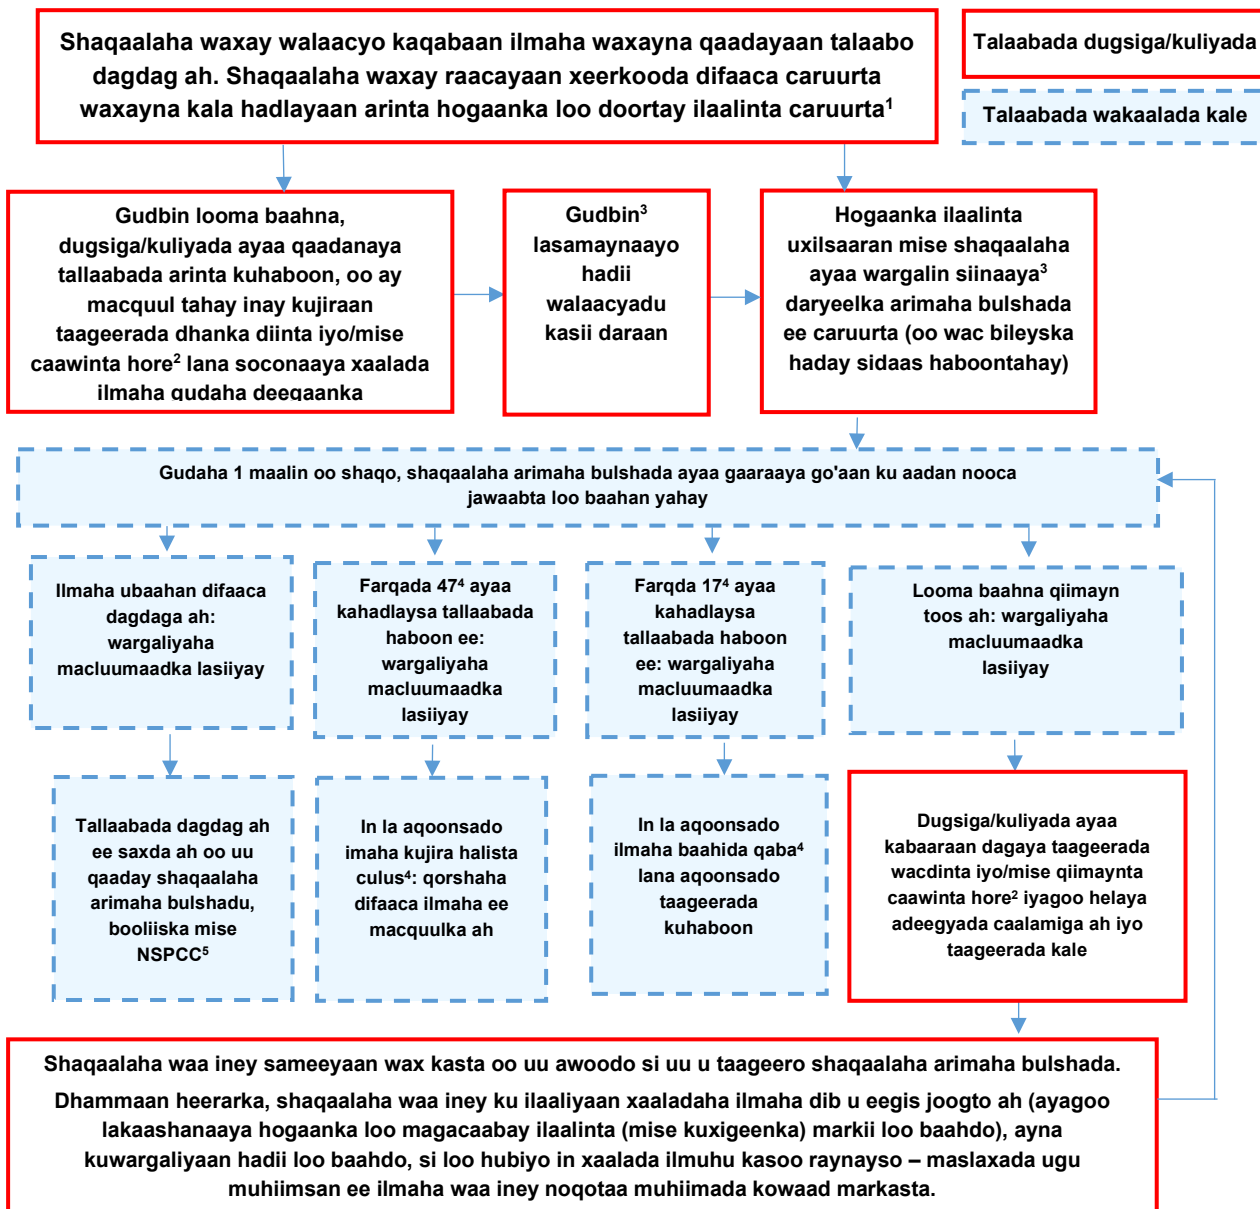 Shaqaalaha waxay walaacyo kaqabaan ilmaha waxayna qaadayaan talaabo
dagdag ah. Shaqaalaha waxay raacayaan xeerkooda difaaca caruurta
waxayna kala hadlayaan arinta hogaanka loo doortay ilaalinta caruurta¹
Talaabada dugsiga/kuliyada
Talaabada wakaalada kale
Gudbin looma baahna,
dugsiga/kuliyada ayaa qaadanaya
tallaabada arinta kuhaboon, oo ay
macquul tahay inay kujiraan
taageerada dhanka diinta iyo/mise
caawinta hore² lana soconaaya xaalada
ilmaha gudaha deegaanka
Gudbin³
lasamaynaayo
hadii
walaacyadu
kasii daraan
Hogaanka ilaalinta
uxilsaaran mise shaqaalaha
ayaa wargalin siinaaya³
daryeelka arimaha bulshada
ee caruurta (oo wac bileyska
haday sidaas haboontahay)
Gudaha 1 maalin oo shaqo, shaqaalaha arimaha bulshada ayaa gaaraaya go'aan ku aadan nooca
jawaabta loo baahan yahay
Ilmaha ubaahan difaaca
dagdaga ah:
wargaliyaha
macluumaadka lasiiyay
Farqada 47⁴ ayaa
kahadlaysa tallaabada
haboon ee:
wargaliyaha
macluumaadka
lasiiyay
Farqda 17⁴ ayaa
kahadlaysa
tallaabada haboon
ee: wargaliyaha
macluumaadka
lasiiyay
Looma baahna qiimayn
toos ah: wargaliyaha
macluumaadka
lasiiyay
Tallaabada dagdag ah
ee saxda ah oo uu
qaaday shaqaalaha
arimaha bulshadu,
booliiska mise
NSPCC⁵
In la aqoonsado
imaha kujira halista
culus⁴: qorshaha
difaaca ilmaha ee
macquulka ah
In la aqoonsado
ilmaha baahida qaba⁴
lana aqoonsado
taageerada
kuhaboon
Dugsiga/kuliyada ayaa
kabaaraan dagaya taageerada
wacdinta iyo/mise qiimaynta
caawinta hore² iyagoo helaya
adeegyada caalamiga ah iyo
taageerada kale
Shaqaalaha waa iney sameeyaan wax kasta oo uu awoodo si uu u taageero shaqaalaha arimaha bulshada.
Dhammaan heerarka, shaqaalaha waa iney ku ilaaliyaan xaaladaha ilmaha dib u eegis joogto ah (ayagoo
lakaashanaaya hogaanka loo magacaabay ilaalinta (mise kuxigeenka) markii loo baahdo), ayna
kuwargaliyaan hadii loo baahdo, si loo hubiyo in xaalada ilmuhu kasoo raynayso – maslaxada ugu
muhiimsan ee ilmaha waa iney noqotaa muhiimada kowaad markasta.